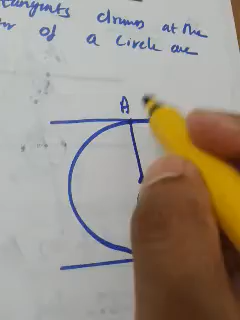 tangents drawn at the
of a circle are
A